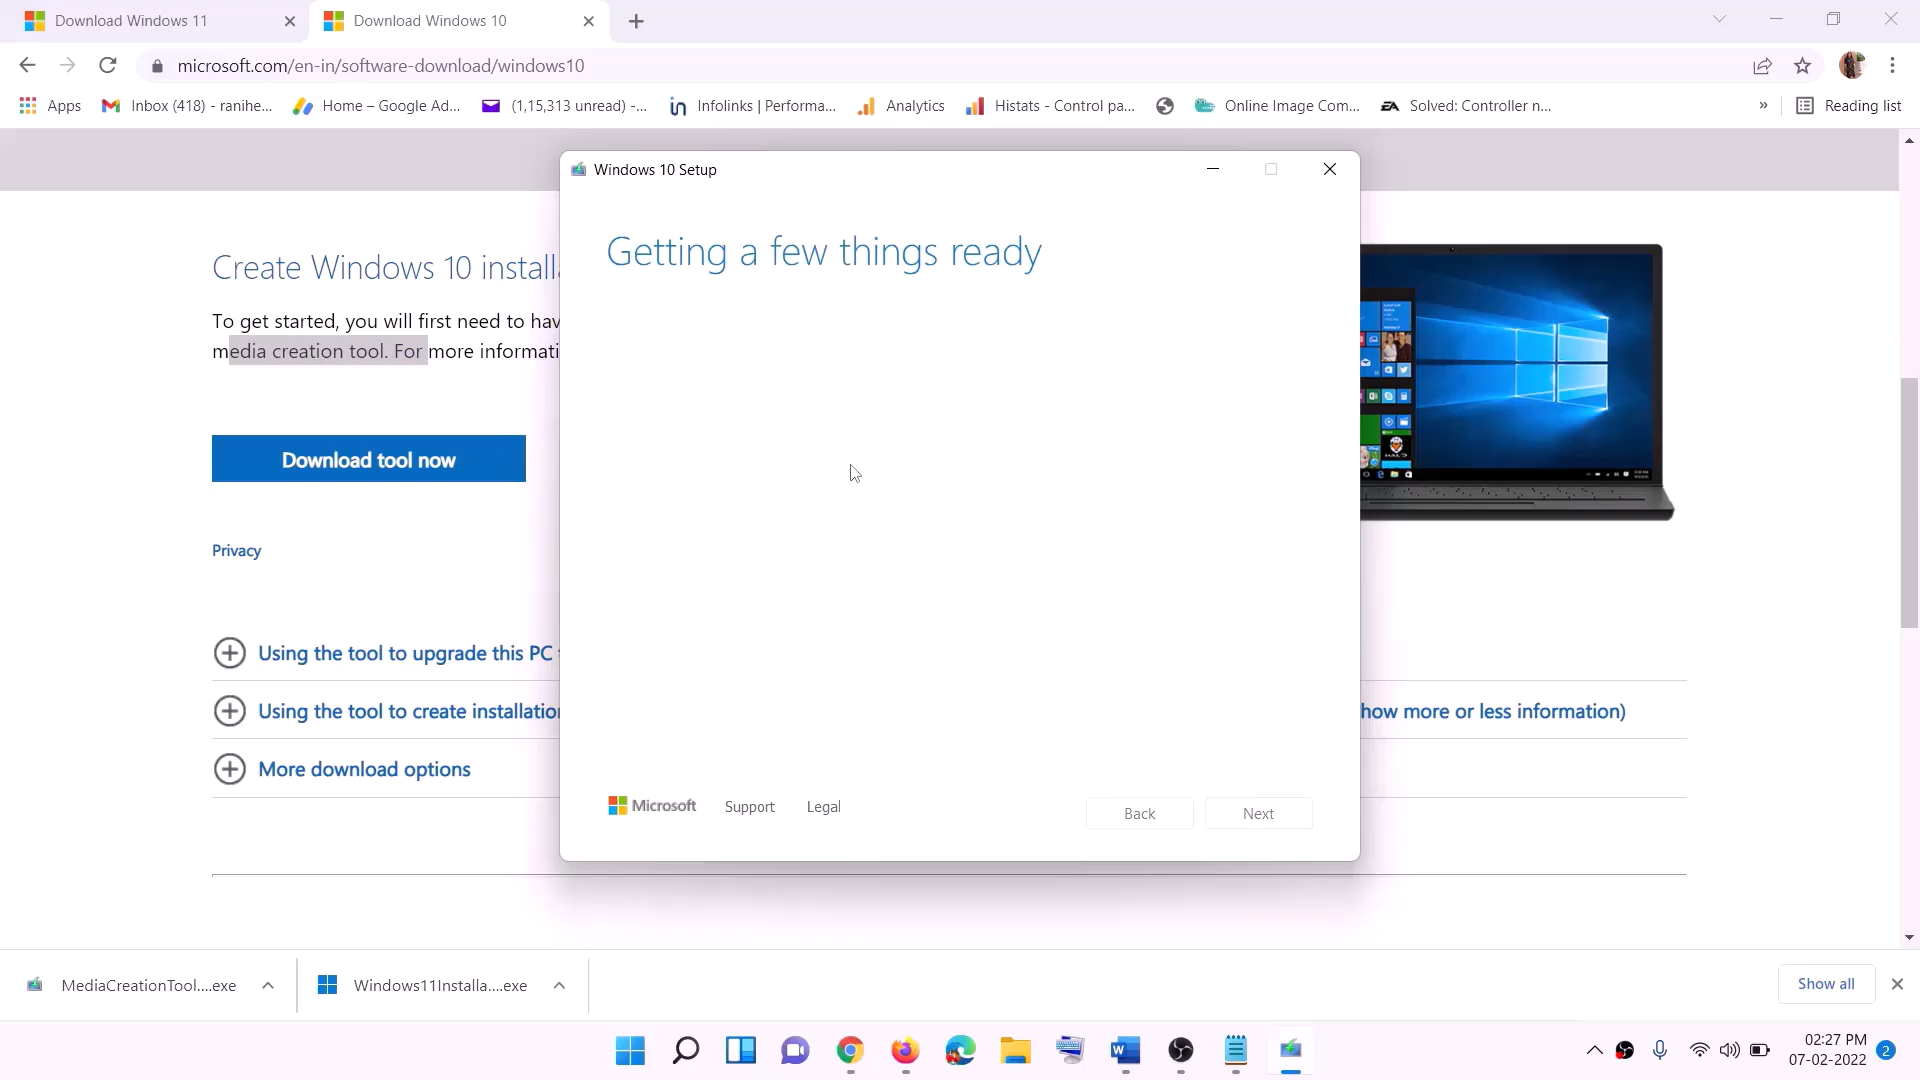 Download Windows 11
Download Windows 10
microsoft.com/en-in/software-download/windows10
Apps
Inbox (418) - ranihe...
Home – Google Ad...
(1,15,313 unread) -...
Infolinks | Performa...
Analytics
Histats - Control pa...
Online Image Com...
Solved: Controller n...
»
Reading list
Windows 10 Setup
Getting a few things ready
Create Windows 10 install
To get started, you will first need to hav
media creation tool. For more informati
Download tool now
Privacy
Using the tool to upgrade this PC
Using the tool to create installation
how more or less information)
More download options
Microsoft
Support
Legal
Back
Next
MediaCreationTool....exe
Windows11Installa....exe
Show all
02:27 PM
07-02-2022
2